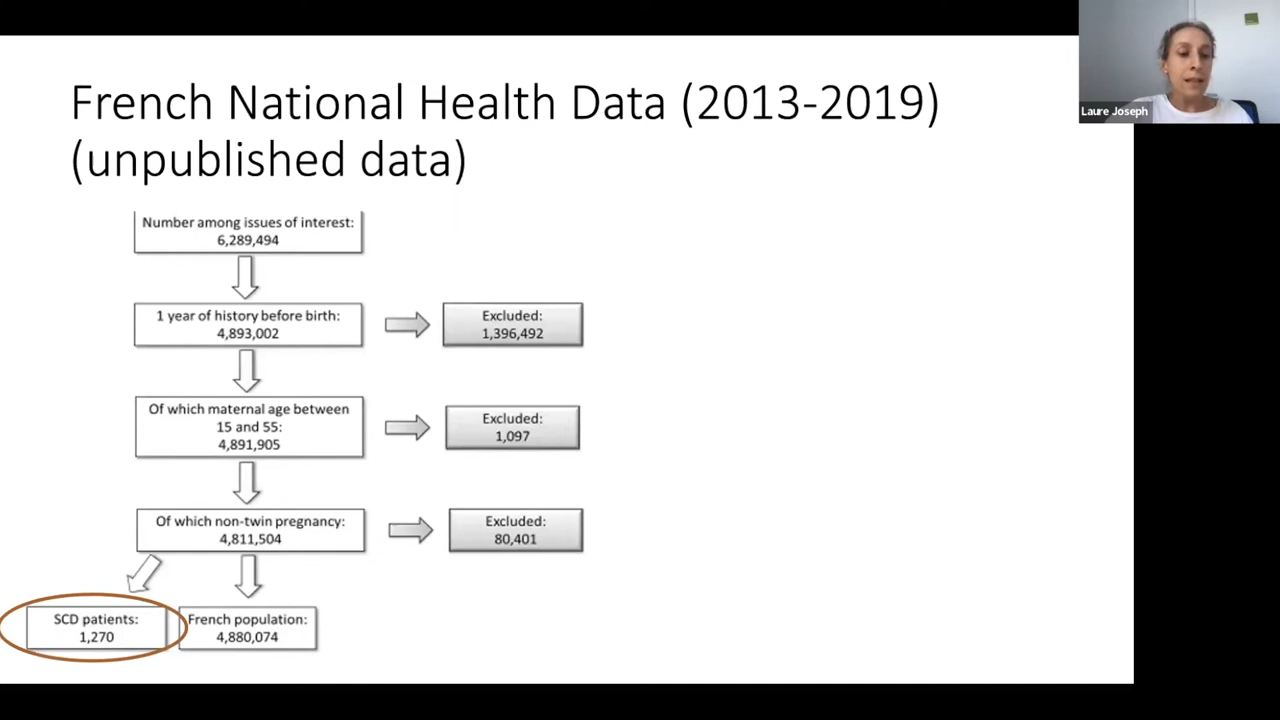 French National Health Data (2013-2019)
(unpublished data)
Laure Joseph
Number among issues of interest:
6,289,494
1 year of history before birth:
4,893,002
Excluded:
1,396,492
Of which maternal age between
15 and 55:
4,891,905
Excluded:
1,097
Of which non-twin pregnancy:
4,811,504
Excluded:
80,401
SCD patients:
1,270
French population:
4,880,074